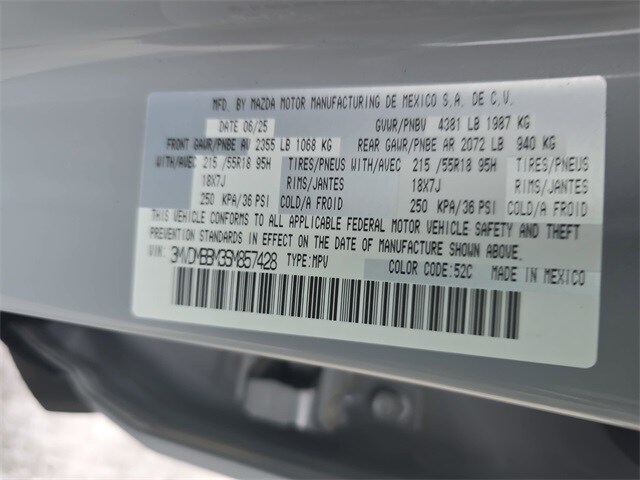 MFD. BY MAZDA MOTOR MANUFACTURING DE MEXICO S.A. DE C.V.
DATE 06/25 GVWR/PNBV 4381 LB 1987 KG
FRONT GAWR/PNBE AV 2355 LB 1068 KG REAR GAWR/PNBE AR 2072 LB 940 KG
WITH/AVEC 215 /55R18 95H TIRES/PNEUS WITH/AVEC 215 /55R18 95H TIRES/PNEUS
18X7J RIMS/JANTES 18X7J RIMS/JANTES
250 KPA/36 PSI COLD/A FROID 250 KPA/36 PSI COLD/A FROID
THIS VEHICLE CONFORMS TO ALL APPLICABLE FEDERAL MOTOR VEHICLE SAFETY AND THEFT
PREVENTION STANDARDS IN EFFECT ON THE DATE OF MANUFACTURE SHOWN ABOVE.
VIN: 3MVDMBBM3SM857428 TYPE:MPV COLOR CODE:52C MADE IN MEXICO